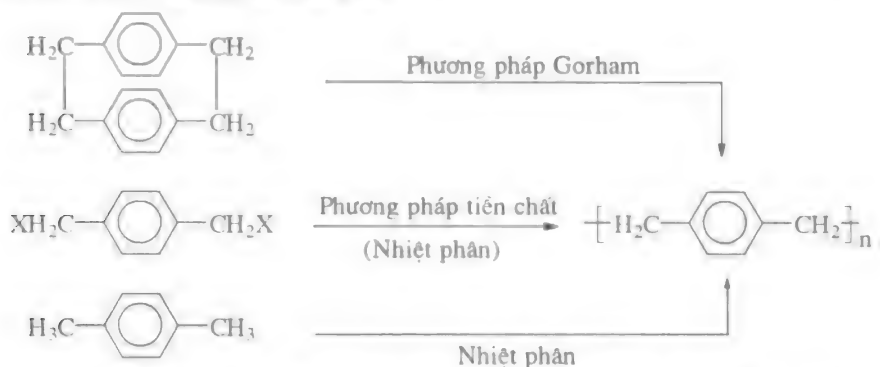 H₂C CH₂
Phương pháp Gorham
H₂C CH₂
XH₂C CH₂X
Phương pháp tiền chất
(Nhiệt phân)
[H₂C CH₂]n
H₃C CH₃
Nhiệt phân